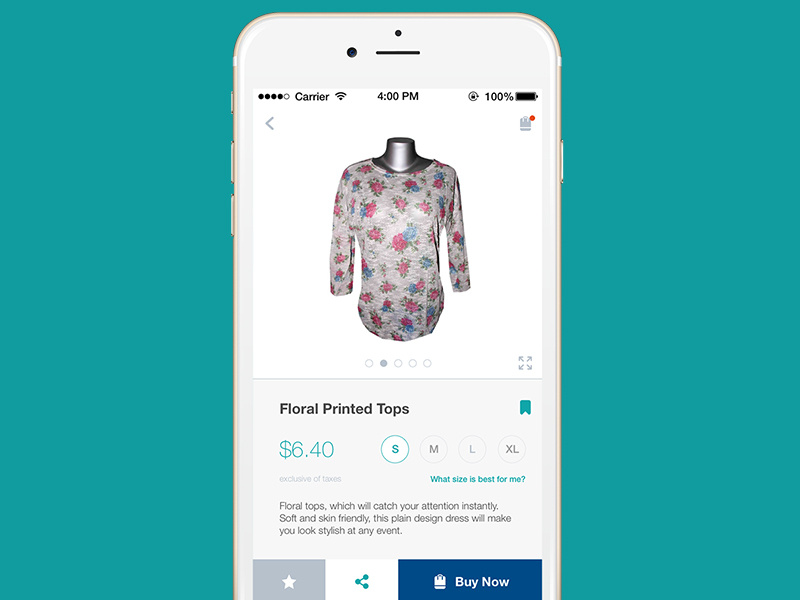 Carrier 4:00 PM 100%
Floral Printed Tops
$6.40 S M L XL
exclusive of taxes What size is best for me?
Floral tops, which will catch your attention instantly.
Soft and skin friendly, this plain design dress will make
you look stylish at any event.
Buy Now